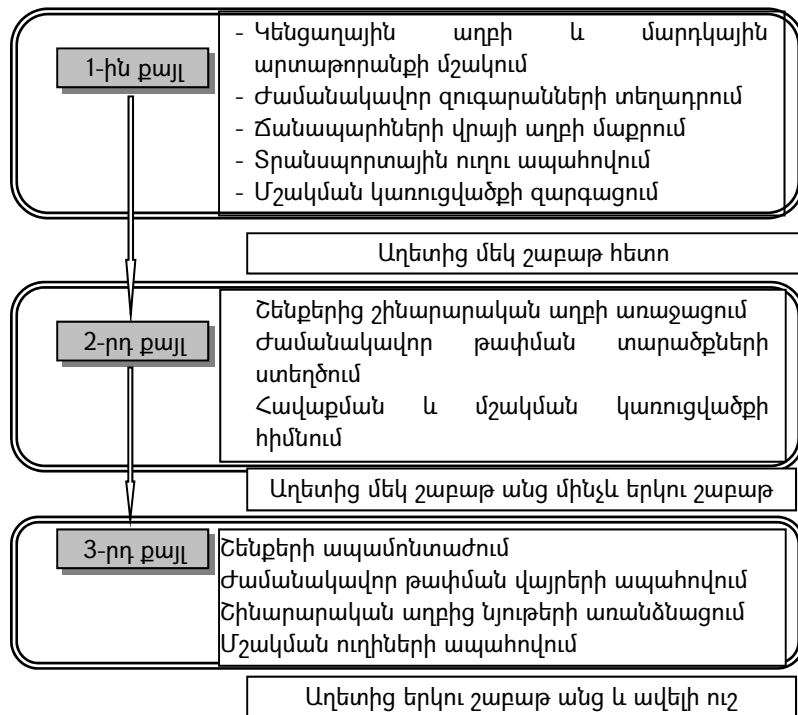 1-ին քայլ
- Կենցաղային աղբի և մարդկային
արտաթորանքի մշակում
- Ժամանակավոր զուգարանների տեղադրում
- Ճանապարհների վրայի աղբի մաքրում
- Տրանսպորտային ուղու ապահովում
- Մշակման կառուցվածքի զարգացում
Աղետից մեկ շաբաթ հետո
2-րդ քայլ
Շենքերից շինարարական աղբի առաջացում
Ժամանակավոր թափման տարածքների
ստեղծում
Հավաքման և մշակման կառուցվածքի
հիմնում
Աղետից մեկ շաբաթ անց մինչև երկու շաբաթ
3-րդ քայլ
Շենքերի ապամոնտաժում
Ժամանակավոր թափման վայրերի ապահովում
Շինարարական աղբից նյութերի առանձնացում
Մշակման ուղիների ապահովում
Աղետից երկու շաբաթ անց և ավելի ուշ